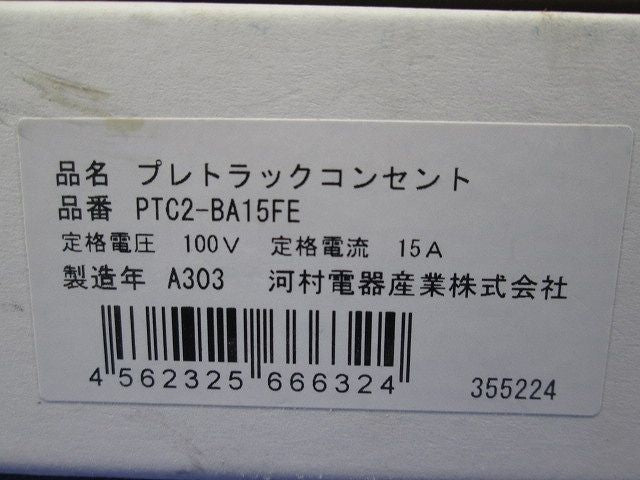 品名 プレトラックコンセント
品番 PTC2-BA15FE
定格電圧 100V 定格電流 15A
製造年 A303 河村電器産業株式会社
4562325 666324
355224